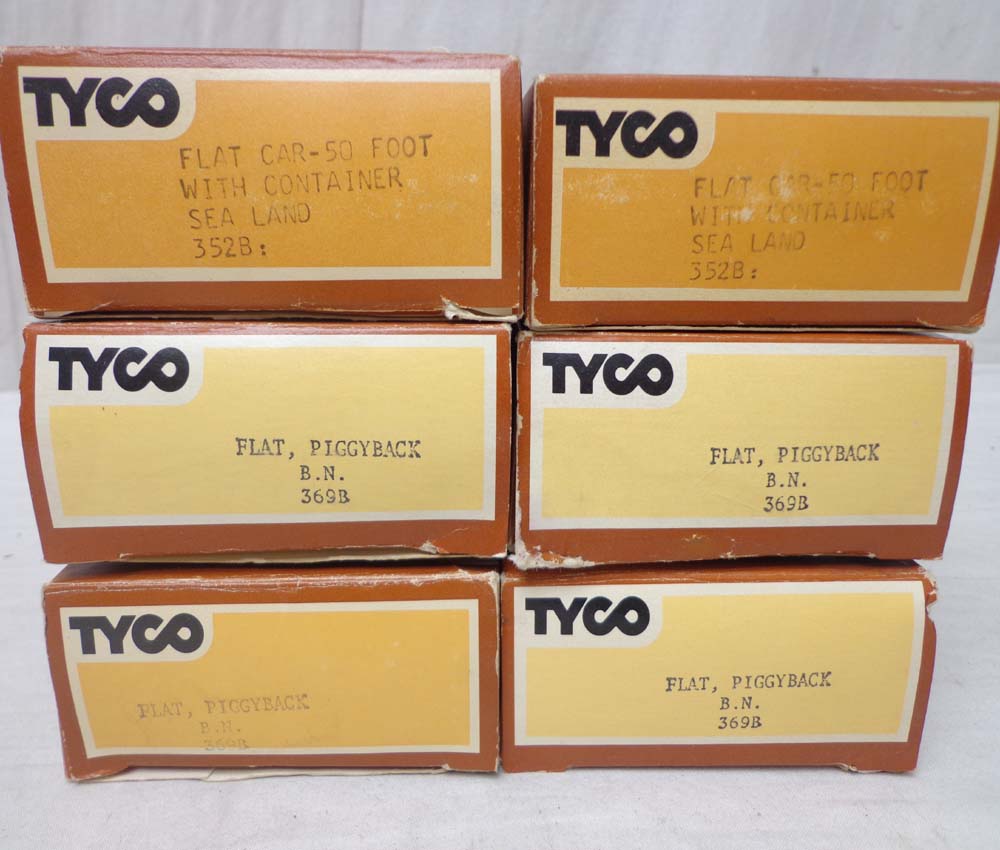 TYCO
FLAT CAR-50 FOOT
WITH CONTAINER
SEA LAND
352B:
TYCO
FLAT CAR-50 FOOT
WITH CONTAINER
SEA LAND
352B:
TYCO
FLAT, PIGGYBACK
B.N.
369B
TYCO
FLAT, PIGGYBACK
B.N.
369B
TYCO
FLAT, PIGGYBACK
B.N.
369B
TYCO
FLAT, PIGGYBACK
B.N.
369B